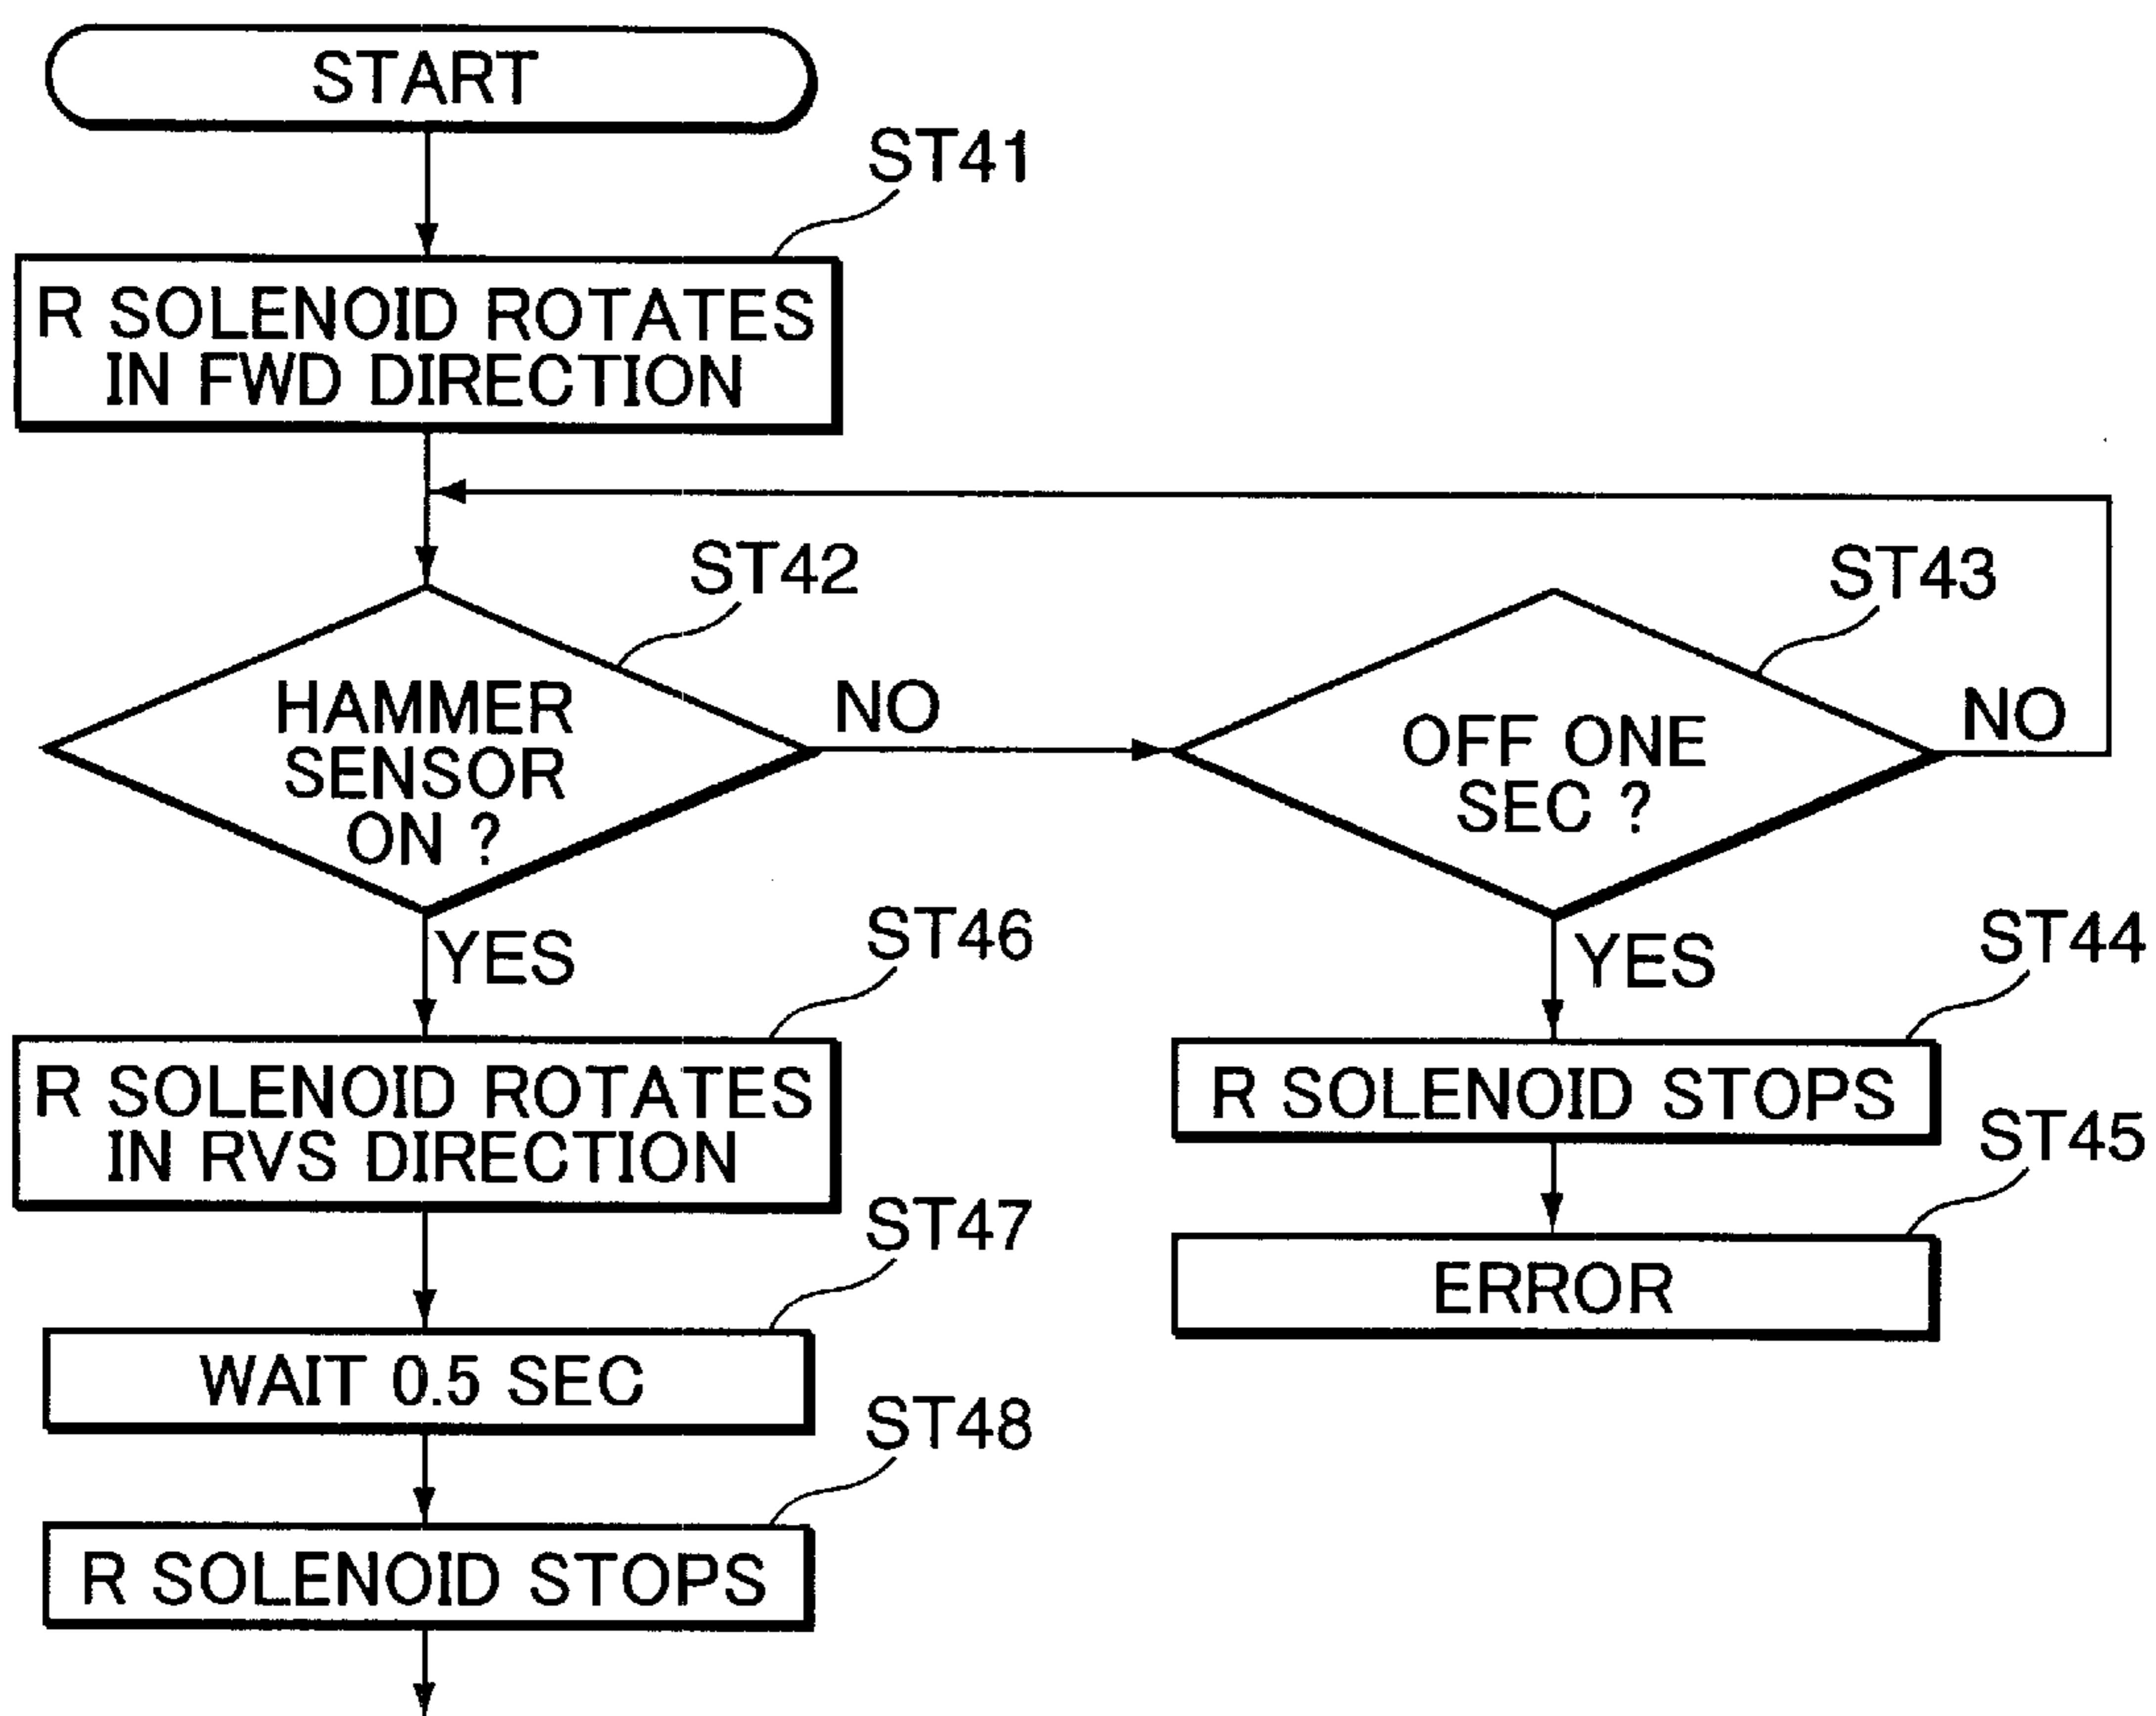 START
ST41
R SOLENOID ROTATES
IN FWD DIRECTION
ST42
HAMMER
SENSOR
ON ?
NO
ST43
OFF ONE
SEC ?
NO
YES
ST44
R SOLENOID STOPS
ST45
ERROR
YES
ST46
R SOLENOID ROTATES
IN RVS DIRECTION
ST47
WAIT 0.5 SEC
ST48
R SOLENOID STOPS